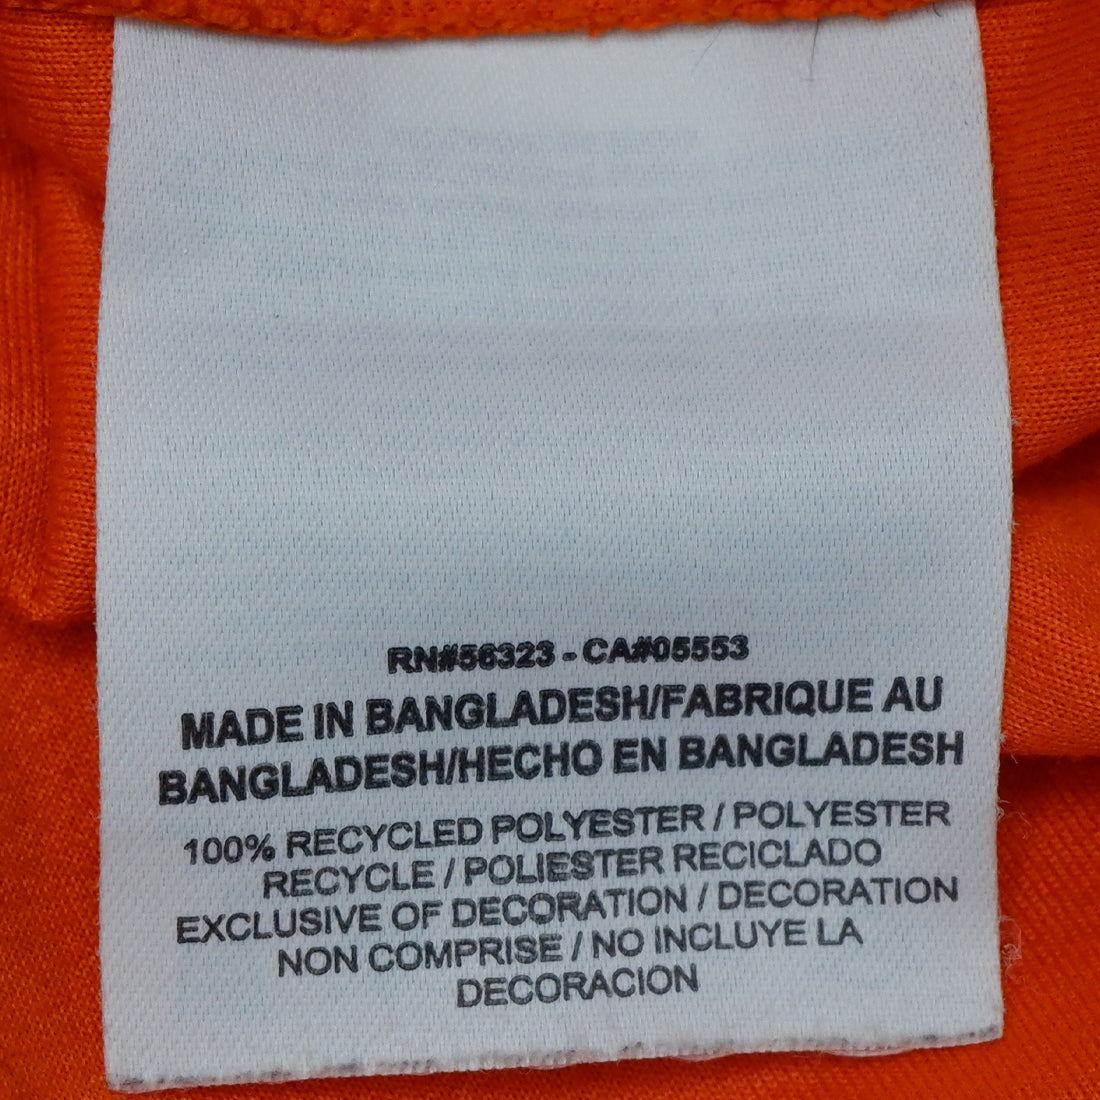 RN#56323 - CA#05553
MADE IN BANGLADESH/FABRIQUE AU
BANGLADESH/HECHO EN BANGLADESH
100% RECYCLED POLYESTER / POLYESTER
RECYCLE / POLIESTER RECICLADO
EXCLUSIVE OF DECORATION / DECORATION
NON COMPRISE / NO INCLUYE LA
DECORACION